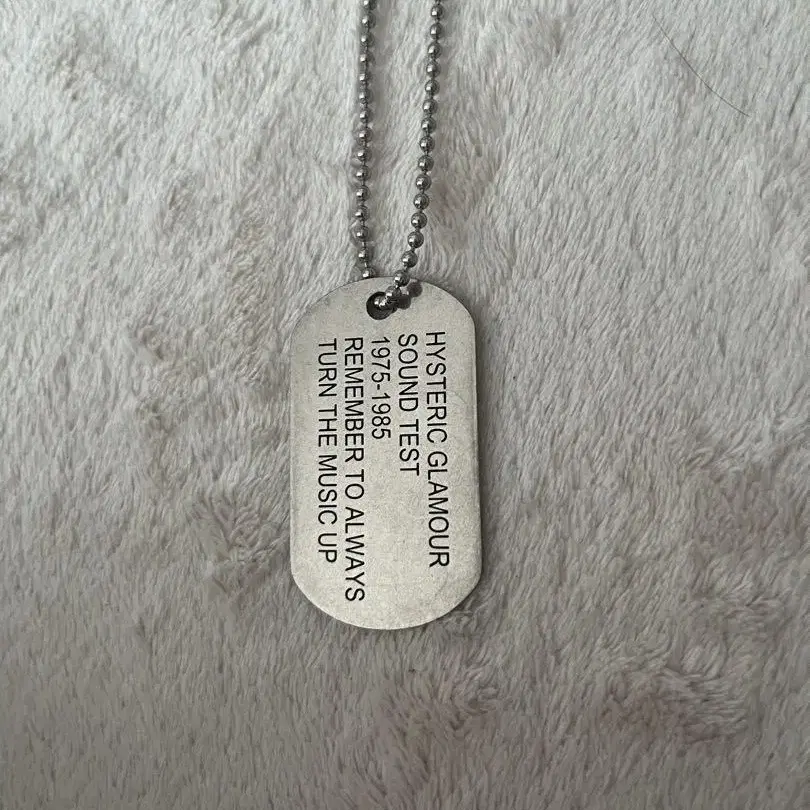 HYSTERIC GLAMOUR
SOUND TEST
1975-1985
REMEMBER TO ALWAYS
TURN THE MUSIC UP